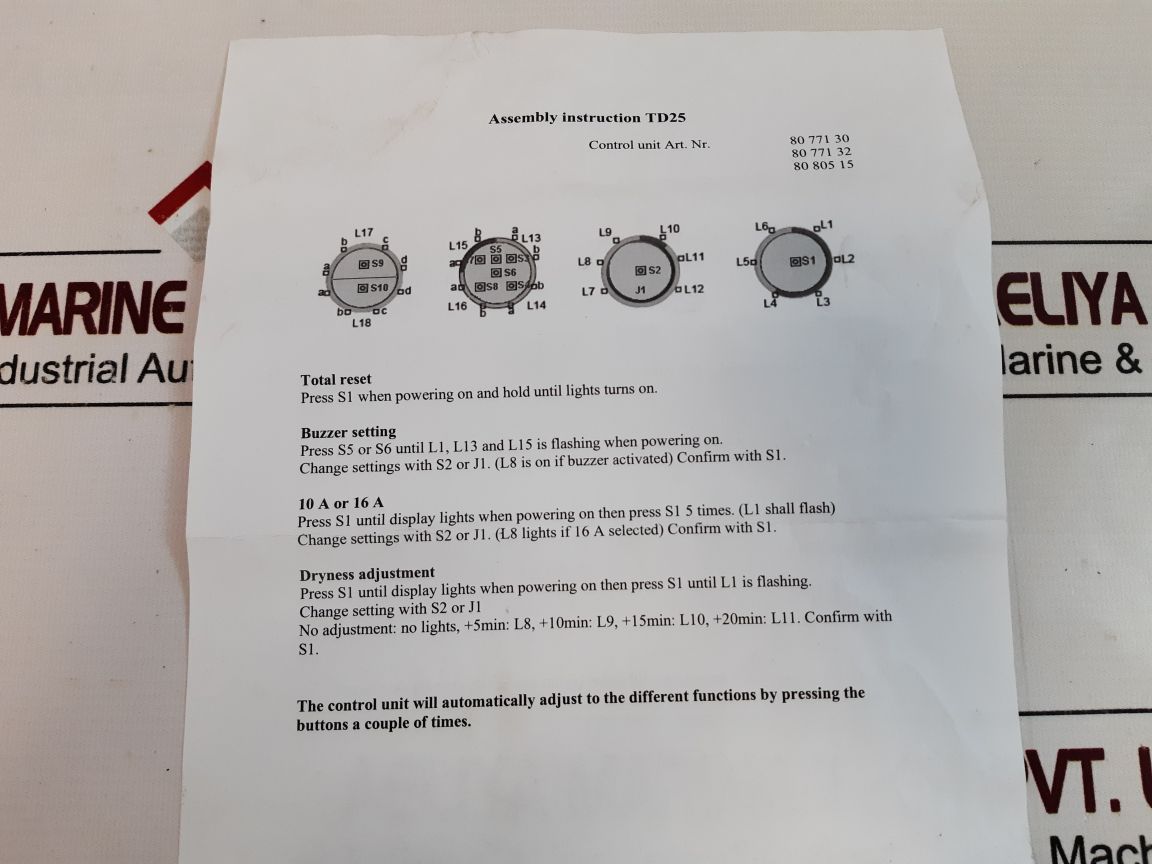 Assembly instruction TD25
Control unit Art. Nr. 80 771 30
80 771 32
80 805 15
L17
b c
a S9 d
a S10 d
b c
L18
b a
L15 S5 L13
a b
S6
a S8 b
L16 b a L14
L9 L10
L8 S2 L11
L7 J1 L12
L6 L1
L5 S1 L2
L4 L3
Total reset
Press S1 when powering on and hold until lights turns on.
Buzzer setting
Press S5 or S6 until L1, L13 and L15 is flashing when powering on.
Change settings with S2 or J1. (L8 is on if buzzer activated) Confirm with S1.
10 A or 16 A
Press S1 until display lights when powering on then press S1 5 times. (L1 shall flash)
Change settings with S2 or J1. (L8 lights if 16 A selected) Confirm with S1.
Dryness adjustment
Press S1 until display lights when powering on then press S1 until L1 is flashing.
Change setting with S2 or J1
No adjustment: no lights, +5min: L8, +10min: L9, +15min: L10, +20min: L11. Confirm with
S1.
The control unit will automatically adjust to the different functions by pressing the
buttons a couple of times.
MARINE
dustrial Aut
ELIYA
arine &
VT.
Mach